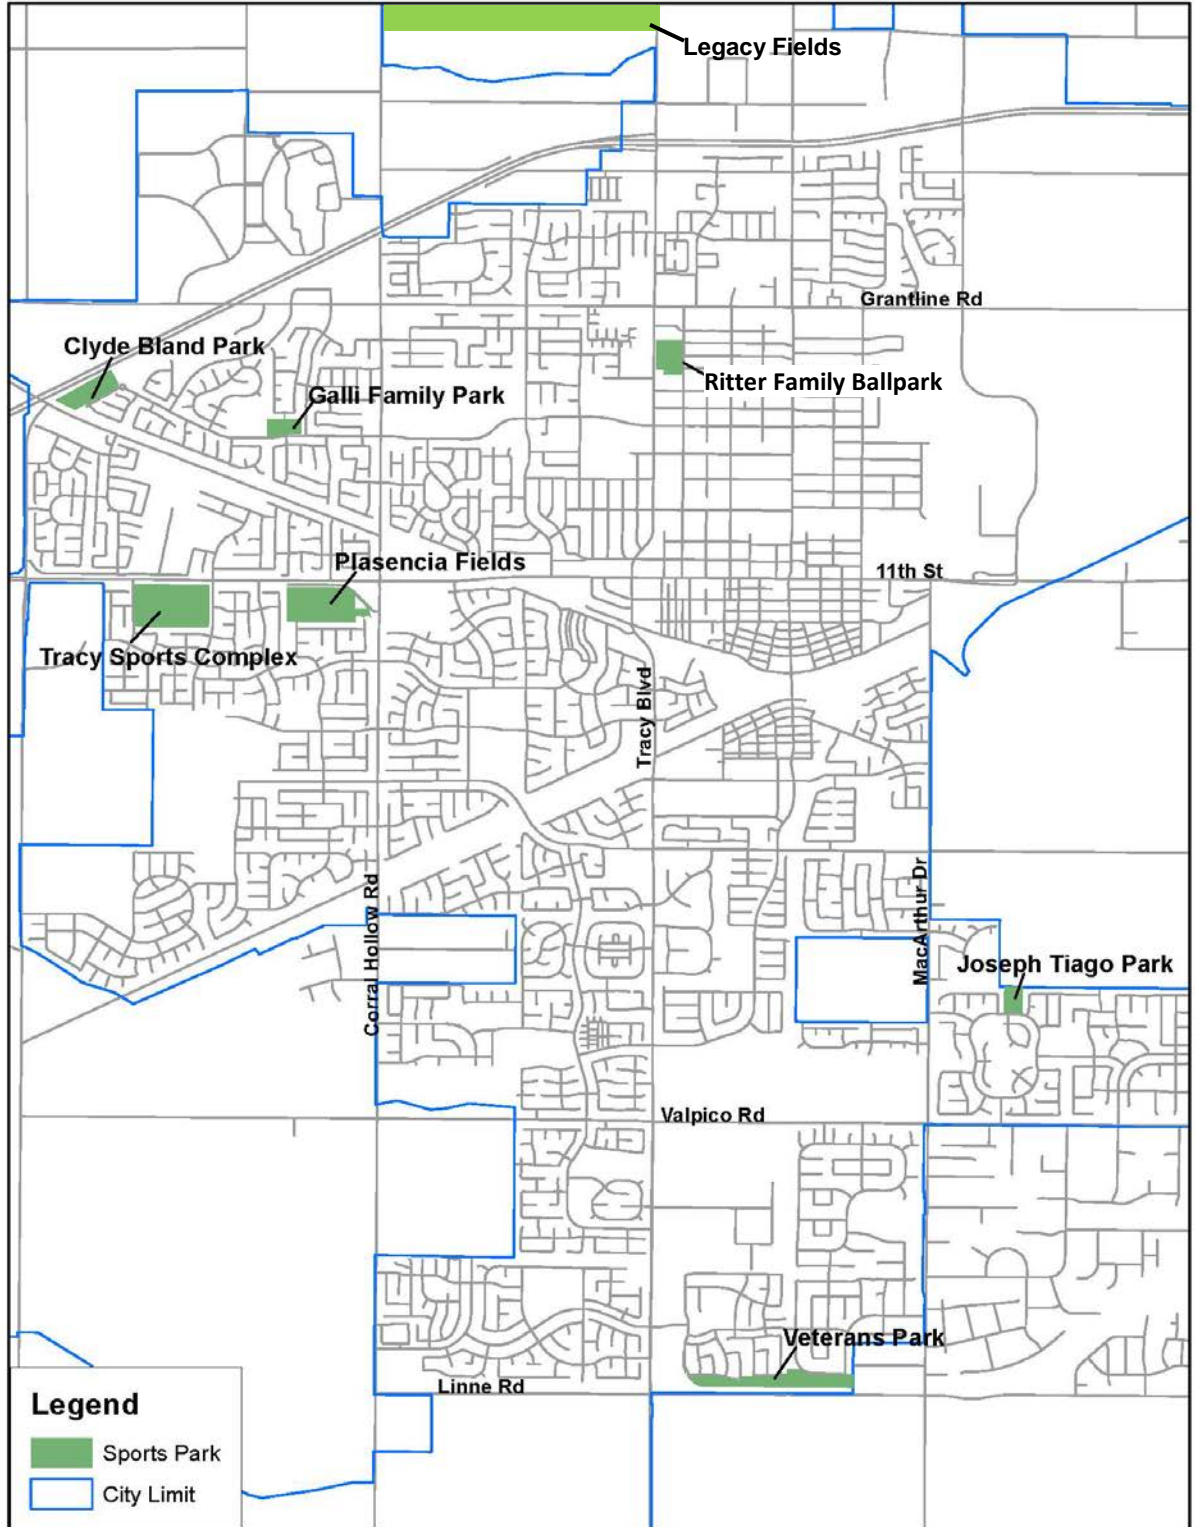 Legacy Fields
Grantline Rd
Clyde Bland Park
Ritter Family Ballpark
Galli Family Park
Plasencia Fields
11th St
Tracy Sports Complex
Tracy Blvd
MacArthur Dr
Corral Hollow Rd
Joseph Tiago Park
Valpico Rd
Veterans Park
Linne Rd
Legend
Sports Park
City Limit